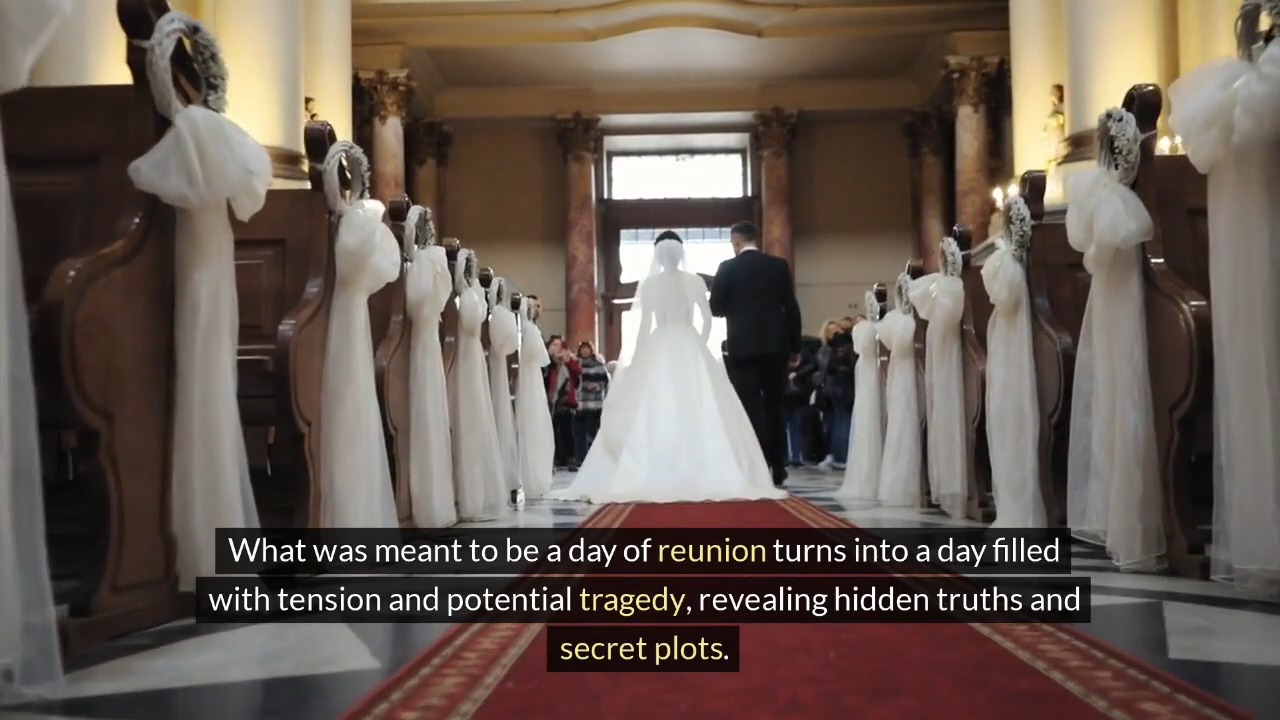 What was meant to be a day of reunion turns into a day filled
with tension and potential tragedy, revealing hidden truths and
secret plots.